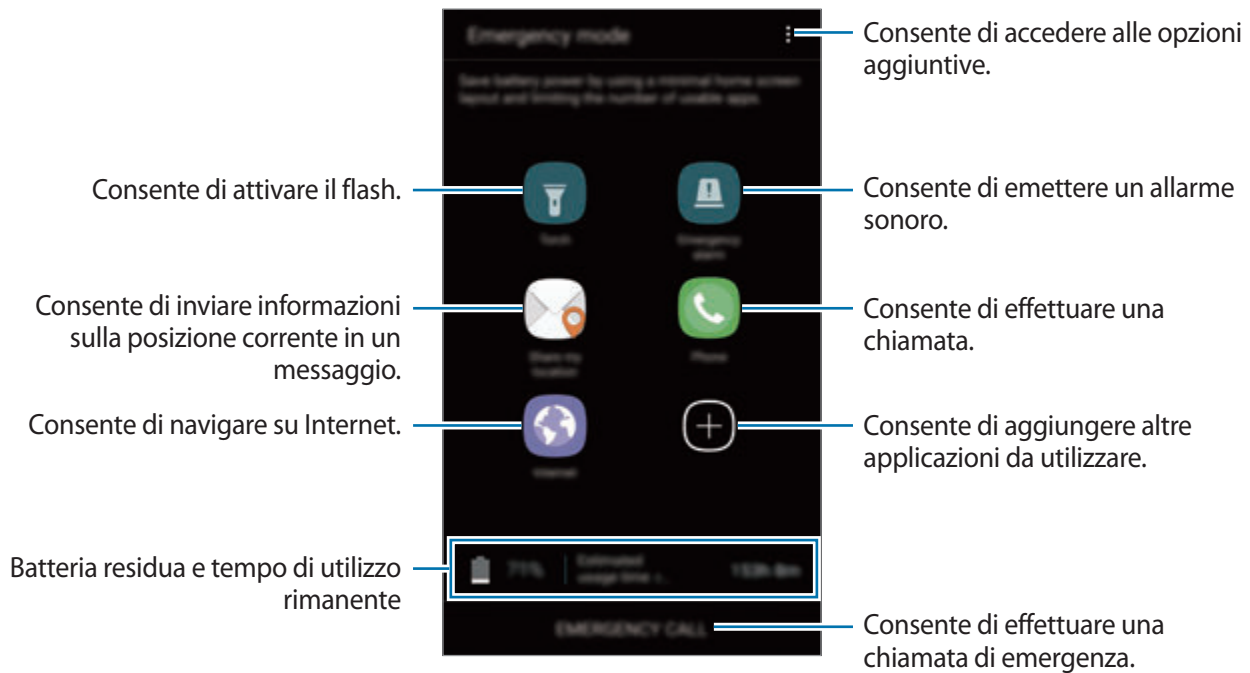 Emergency mode
Consente di accedere alle opzioni
aggiuntive.
Save battery power by using a minimal home screen
layout and limiting the number of usable apps.
Consente di attivare il flash.
Consente di emettere un allarme
sonoro.
Torch
Emergency
alarm
Consente di inviare informazioni
sulla posizione corrente in un
messaggio.
Consente di effettuare una
chiamata.
Share my
location
Phone
Consente di navigare su Internet.
Consente di aggiungere altre
applicazioni da utilizzare.
Internet
Batteria residua e tempo di utilizzo
rimanente
71%
Estimated
usage time
EMERGENCY CALL
Consente di effettuare una
chiamata di emergenza.